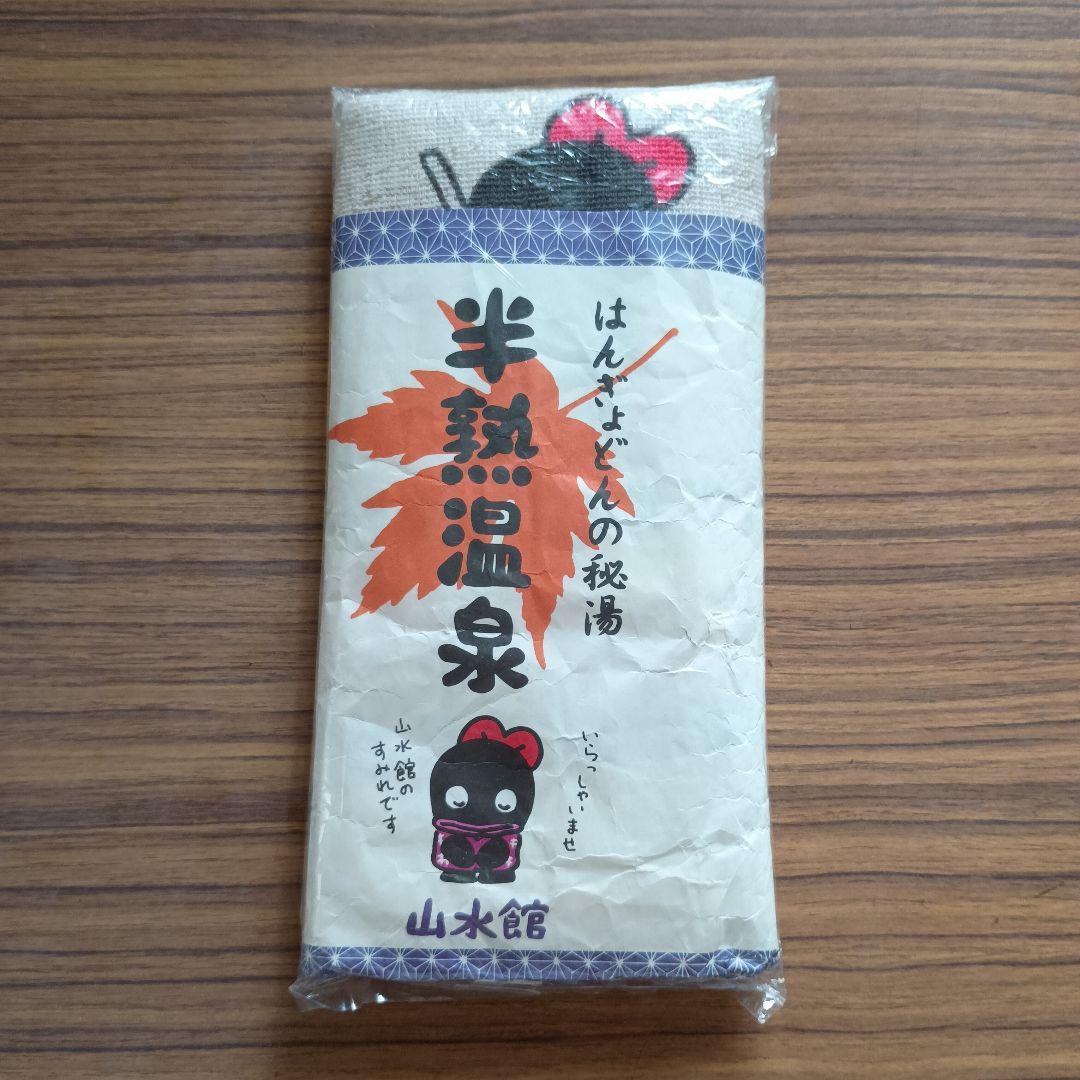 はんぎょどんの秘湯
半熟温泉
いらっしゃいませ
山水館の
すみれです
山水館